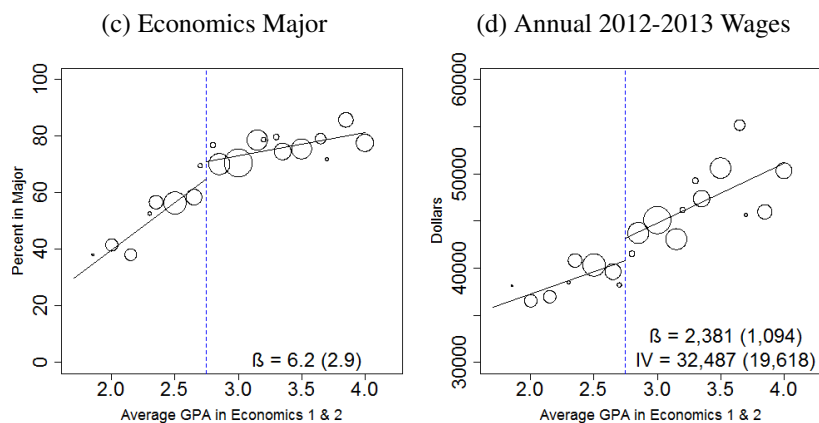 (c) Economics Major
100
80
60
40
20
0
Percent in Major
2.0 2.5 3.0 3.5 4.0
Average GPA in Economics 1 & 2
ß = 6.2 (2.9)
(d) Annual 2012-2013 Wages
60000
50000
40000
30000
Dollars
2.0 2.5 3.0 3.5 4.0
Average GPA in Economics 1 & 2
ß = 2,381 (1,094)
IV = 32,487 (19,618)